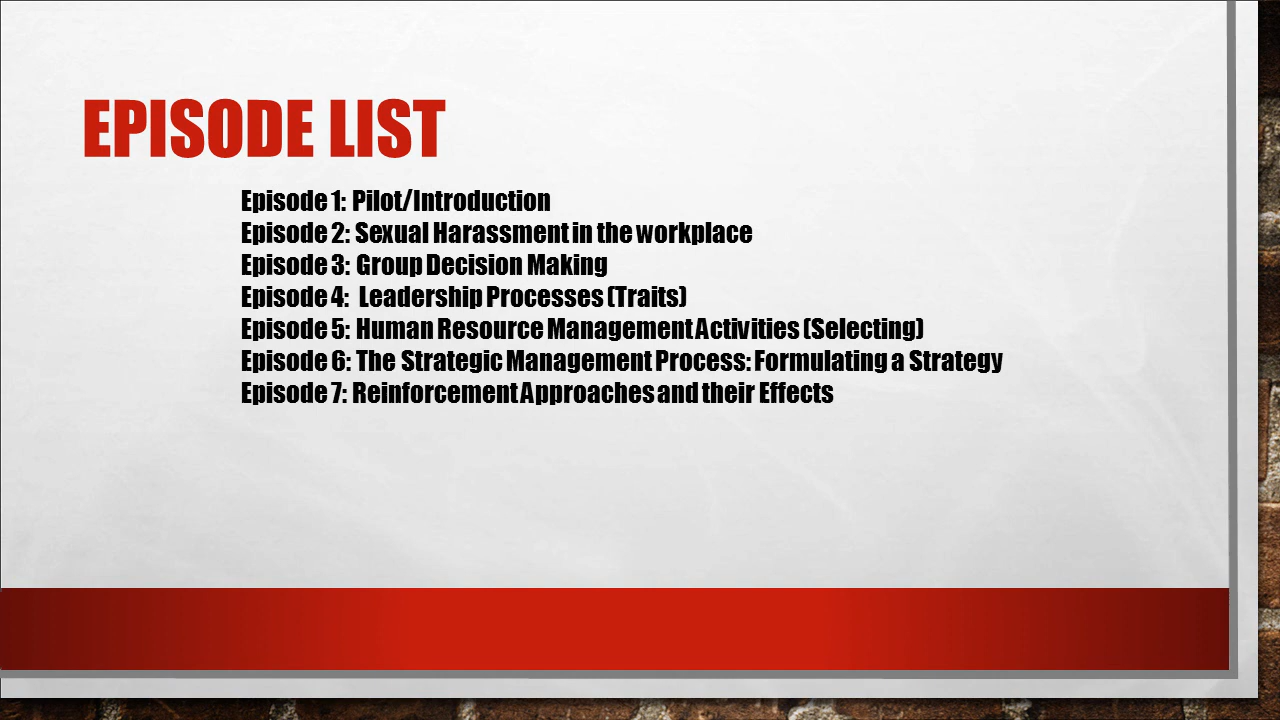 EPISODE LIST
Episode 1: Pilot/Introduction
Episode 2: Sexual Harassment in the workplace
Episode 3: Group Decision Making
Episode 4:  Leadership Processes (Traits)
Episode 5: Human Resource Management Activities (Selecting)
Episode 6: The Strategic Management Process: Formulating a Strategy
Episode 7: Reinforcement Approaches and their Effects